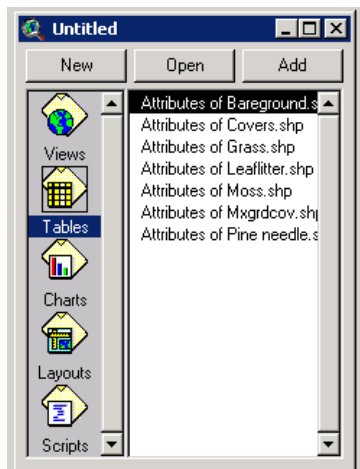 Untitled
New Open Add
Views
Tables
Charts
Layouts
Scripts
Attributes of Bareground.s
Attributes of Covers.shp
Attributes of Grass.shp
Attributes of Leaflitter.shp
Attributes of Moss.shp
Attributes of Mxgrdcov.shp
Attributes of Pine needle.s